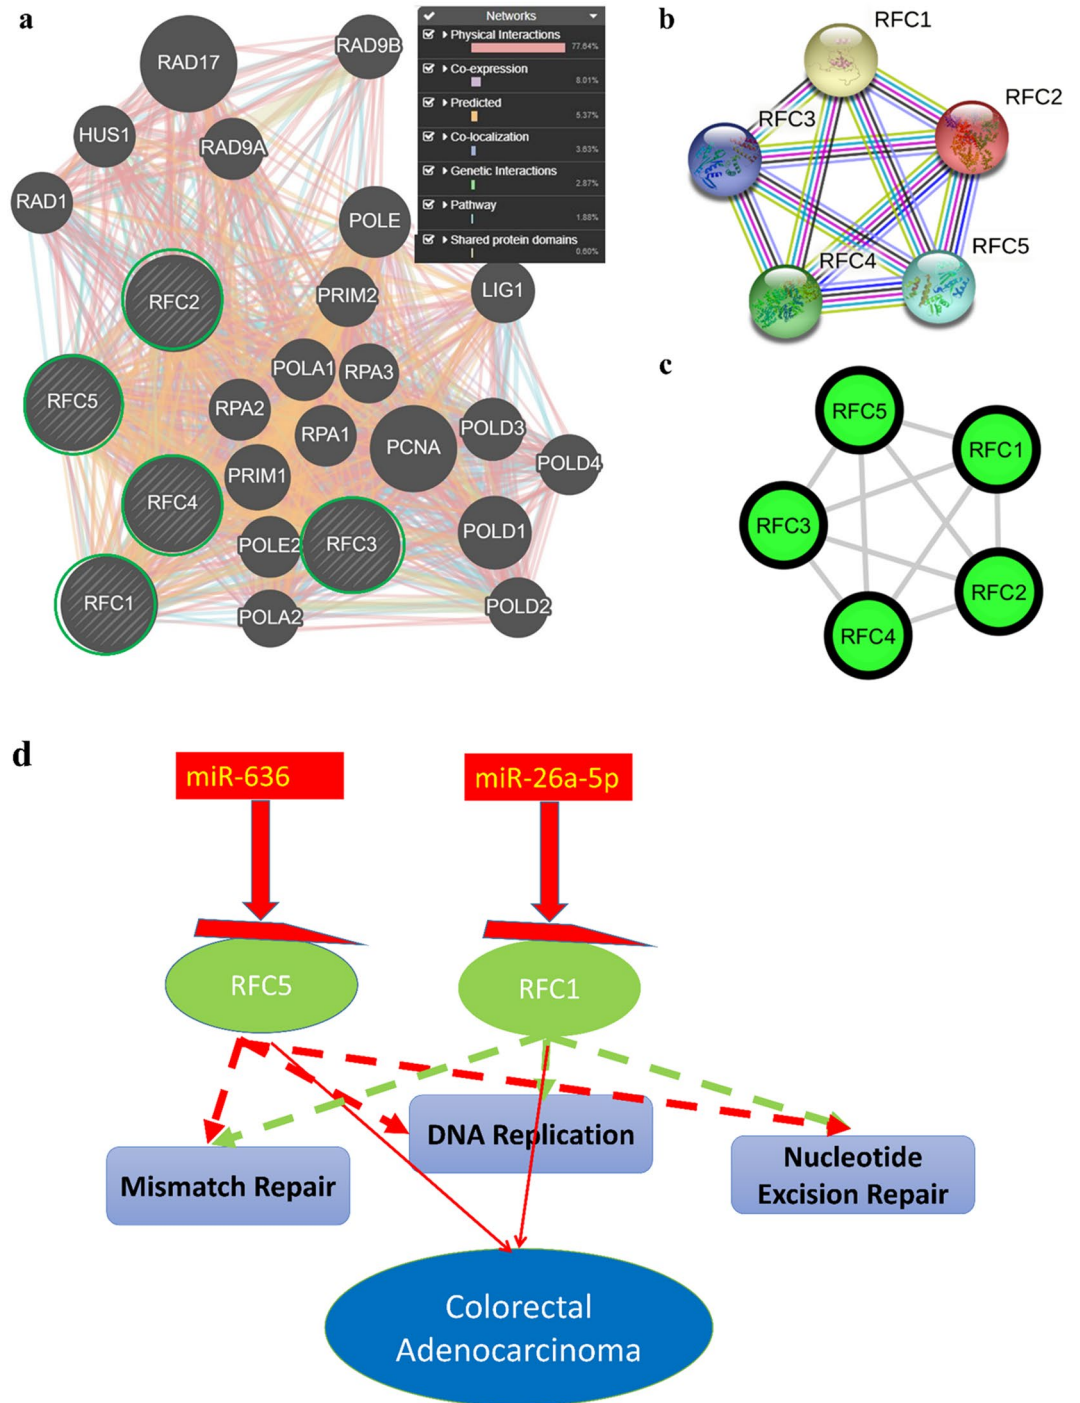 a
RAD17
RAD9B
HUS1
RAD9A
RAD1
POLE
RFC2
PRIM2
LIG1
POLA1
RPA3
RFC5
RPA2
RPA1
PCNA
POLD3
POLD4
PRIM1
RFC4
POLE2
RFC3
POLD1
RFC1
POLA2
POLD2
Networks
Physical Interactions
77.64%
Co-expression
8.01%
Predicted
5.37%
Co-localization
3.63%
Genetic Interactions
2.87%
Pathway
1.88%
Shared protein domains
0.60%
b
RFC1
RFC2
RFC3
RFC4
RFC5
c
RFC5
RFC1
RFC3
RFC2
RFC4
d
miR-636
miR-26a-5p
RFC5
RFC1
DNA Replication
Mismatch Repair
Nucleotide
Excision Repair
Colorectal
Adenocarcinoma